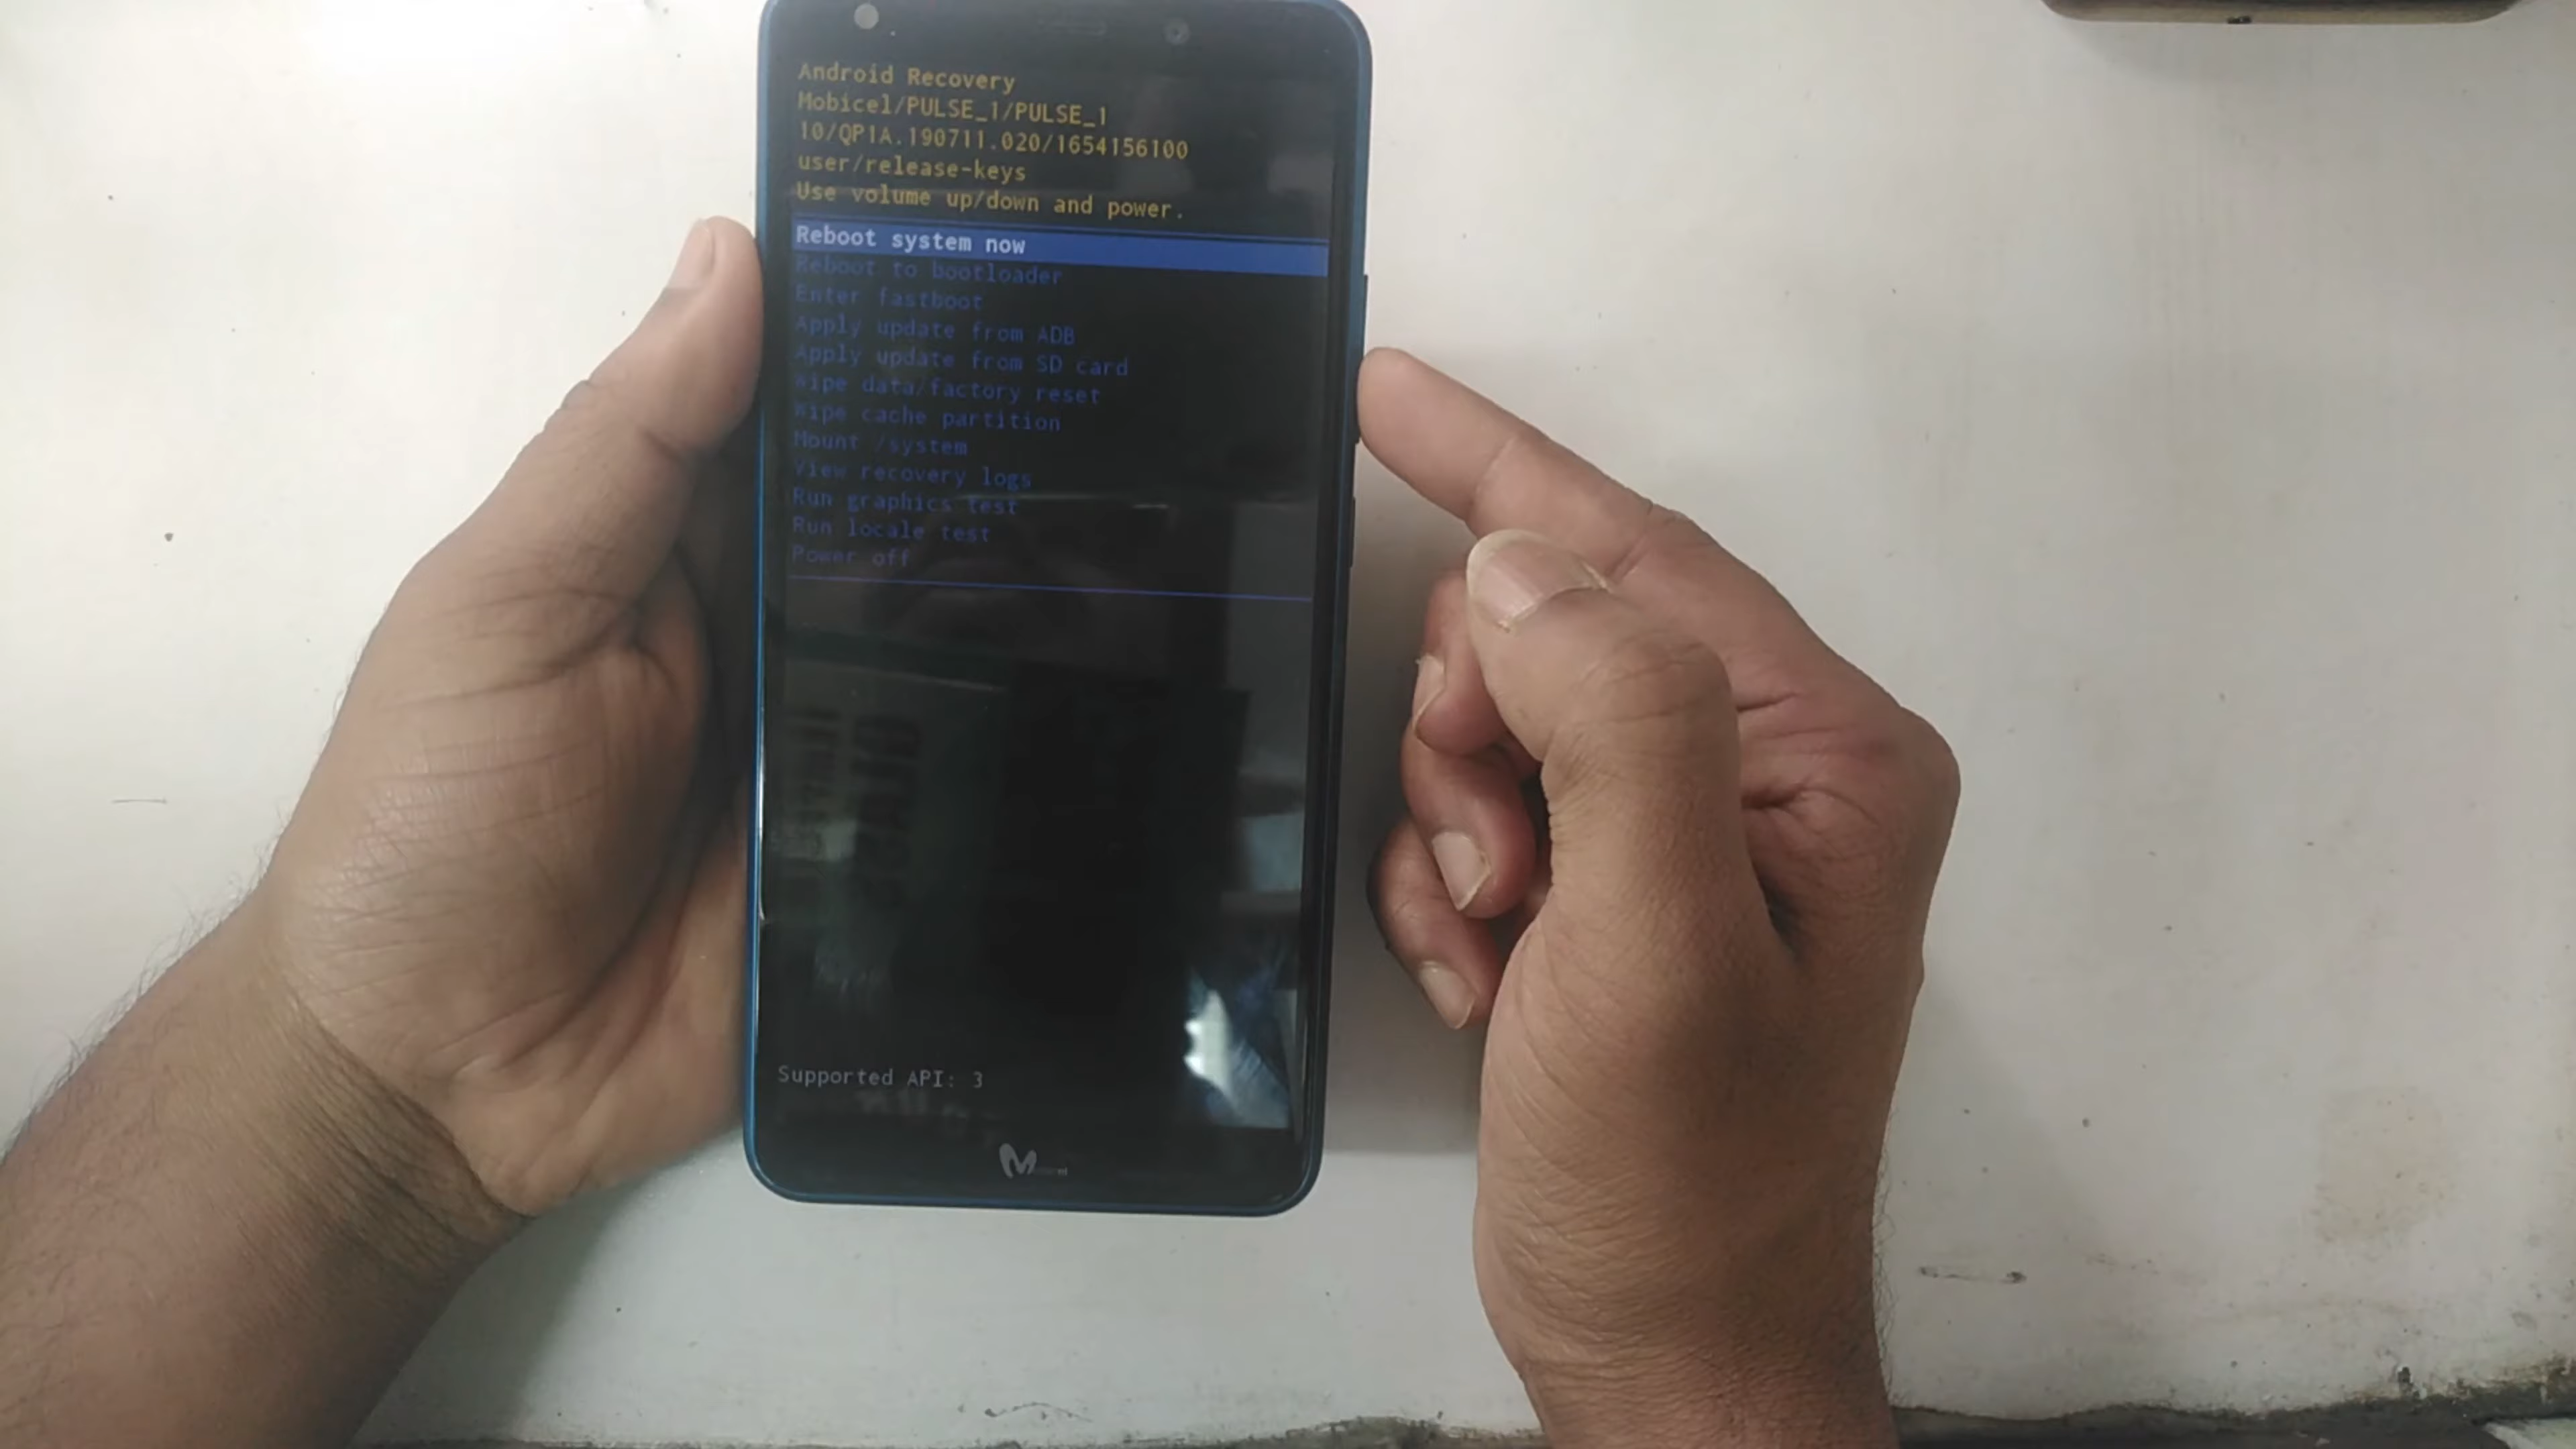 Android Recovery
Mobicel/PULSE_1/PULSE_1
10/QP1A.190711.020/1654156100
user/release-keys
Use volume up/down and power.
Reboot system now
Reboot to bootloader
Enter fastboot
Apply update from ADB
Apply update from SD card
Wipe data/factory reset
Wipe cache partition
Mount /system
View recovery logs
Run graphics test
Run locale test
Power off
Supported API: 3